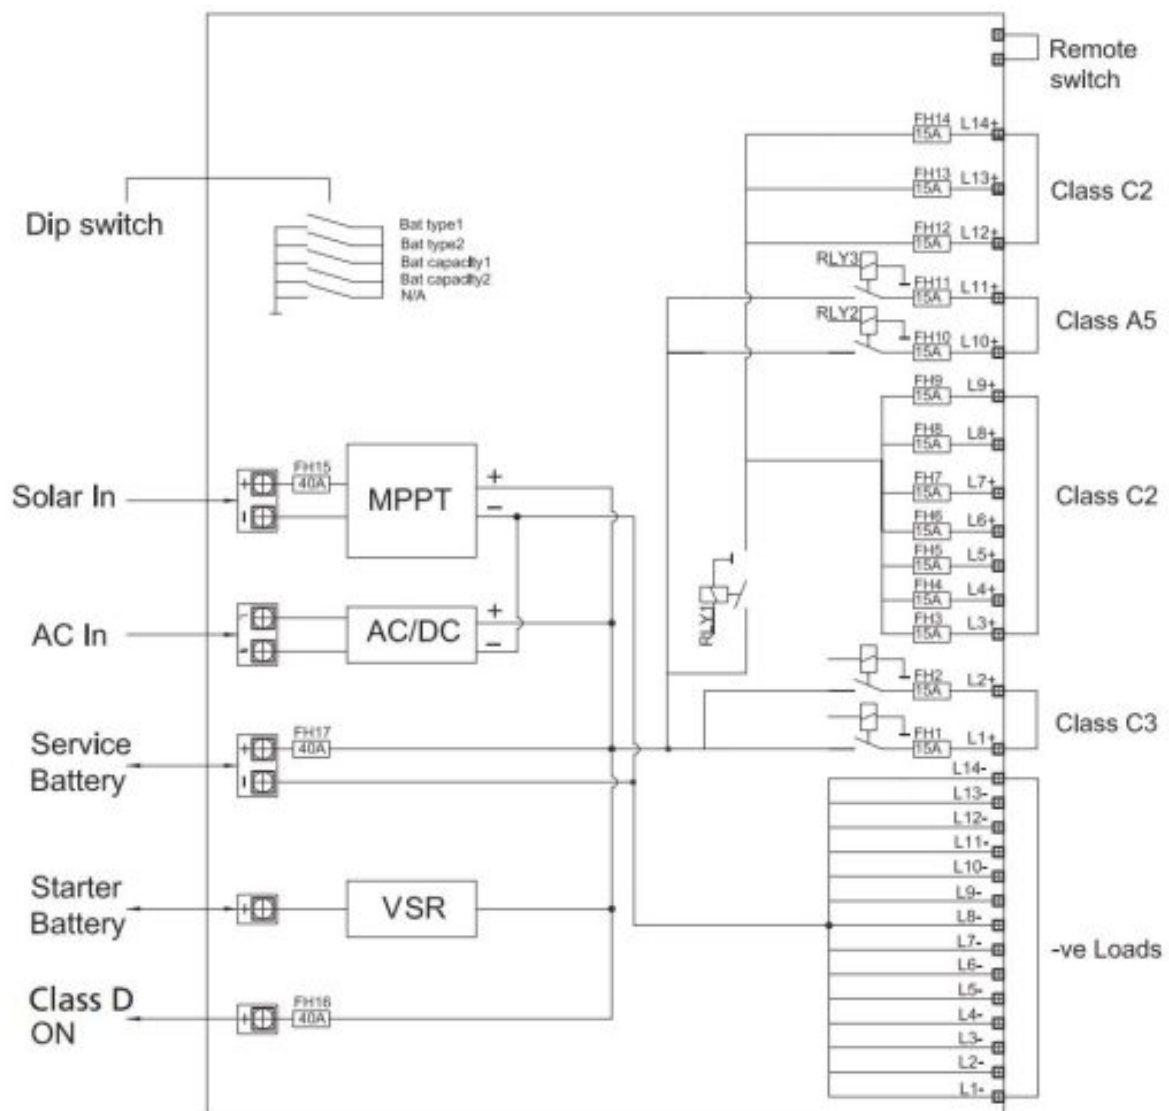 Remote
switch
FH14
15A
L14+
FH13
15A
L13+
Class C2
FH12
15A
L12+
Dip switch
Bat type1
Bat type2
Bat capacity1
Bat capacity2
N/A
RLY3
FH11
15A
L11+
Class A5
RLY2
FH10
15A
L10+
FH9
15A
L9+
FH8
15A
L8+
FH7
15A
L7+
Class C2
FH6
15A
L6+
FH5
15A
L5+
FH4
15A
L4+
FH3
15A
L3+
RLY1
Solar In
+
-
FH15
40A
MPPT
+
-
AC In
AC/DC
+
-
FH2
15A
L2+
Class C3
FH1
15A
L1+
Service
Battery
+
-
FH17
40A
Starter
Battery
+
VSR
Class D
ON
+
FH16
40A
L14-
L13-
L12-
L11-
L10-
L9-
L8-
L7-
L6-
L5-
L4-
L3-
L2-
L1-
-ve Loads